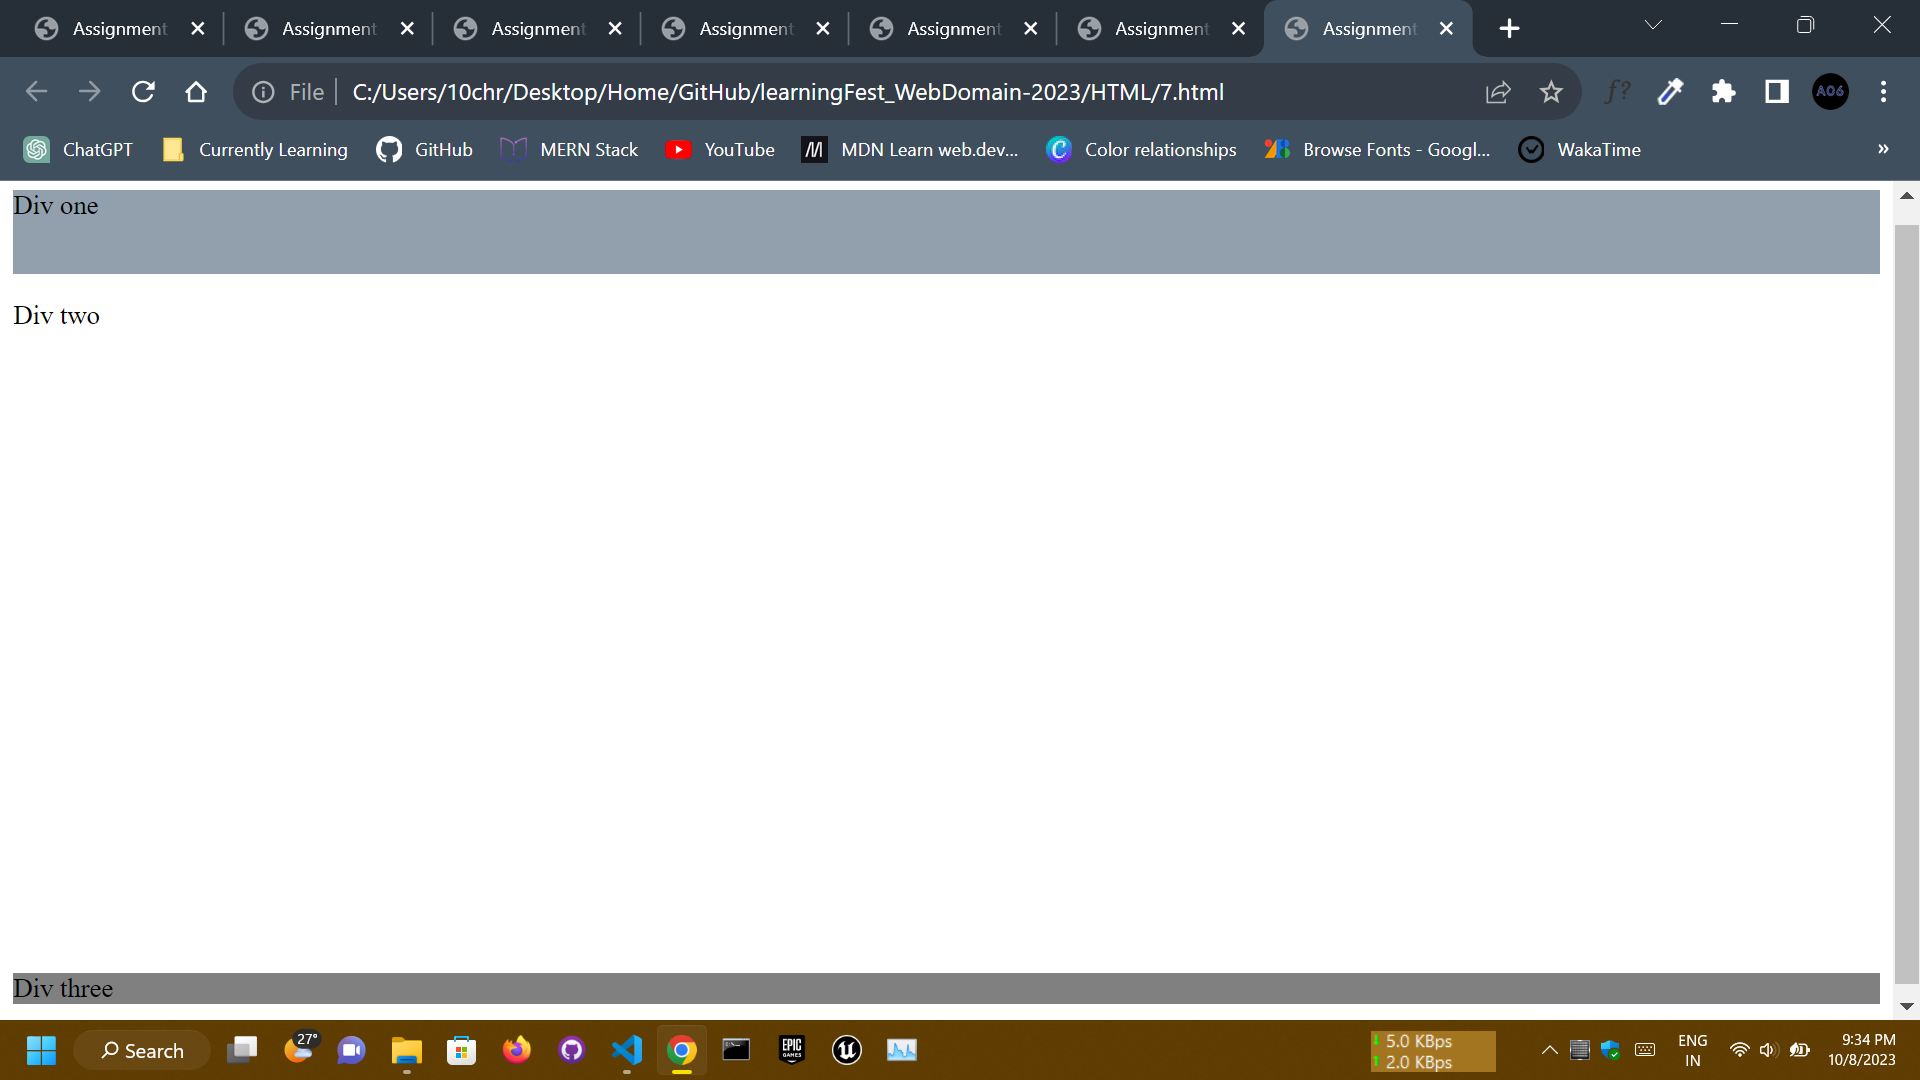 Assignment Assignment Assignment Assignment Assignment Assignment Assignment
File C:/Users/10chr/Desktop/Home/GitHub/learningFest_WebDomain-2023/HTML/7.html f? A06
ChatGPT Currently Learning GitHub MERN Stack YouTube MDN Learn web.dev... Color relationships Browse Fonts - Googl... WakaTime »
Div one
Div two
Div three
27° Search EPIC GAMES 5.0 KBps ENG 9:34 PM
2.0 KBps IN 10/8/2023